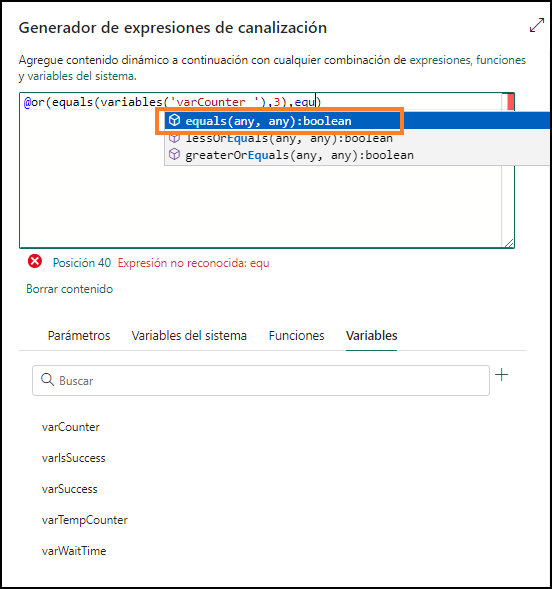 Generador de expresiones de canalización
Agregue contenido dinámico a continuación con cualquier combinación de expresiones, funciones
y variables del sistema.
@or(equals(variables('varCounter '),3),equ)
equals(any, any):boolean
lessOrEquals(any, any):boolean
greaterOrEquals(any, any):boolean
Posición 40 Expresión no reconocida: equ
Borrar contenido
Parámetros Variables del sistema Funciones Variables
Buscar
varCounter
varIsSuccess
varSuccess
varTempCounter
varWaitTime